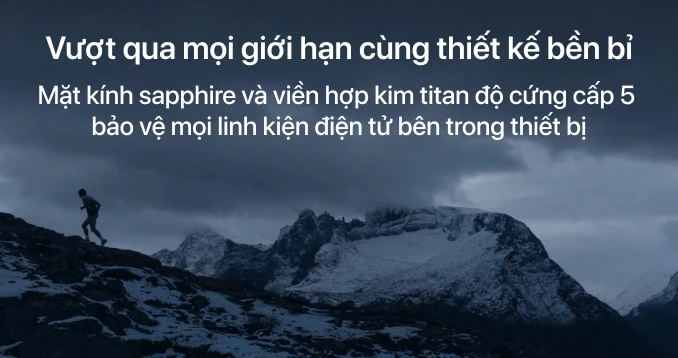 Vượt qua mọi giới hạn cùng thiết kế bền bỉ
Mặt kính sapphire và viền hợp kim titan độ cứng cấp 5
bảo vệ mọi linh kiện điện tử bên trong thiết bị